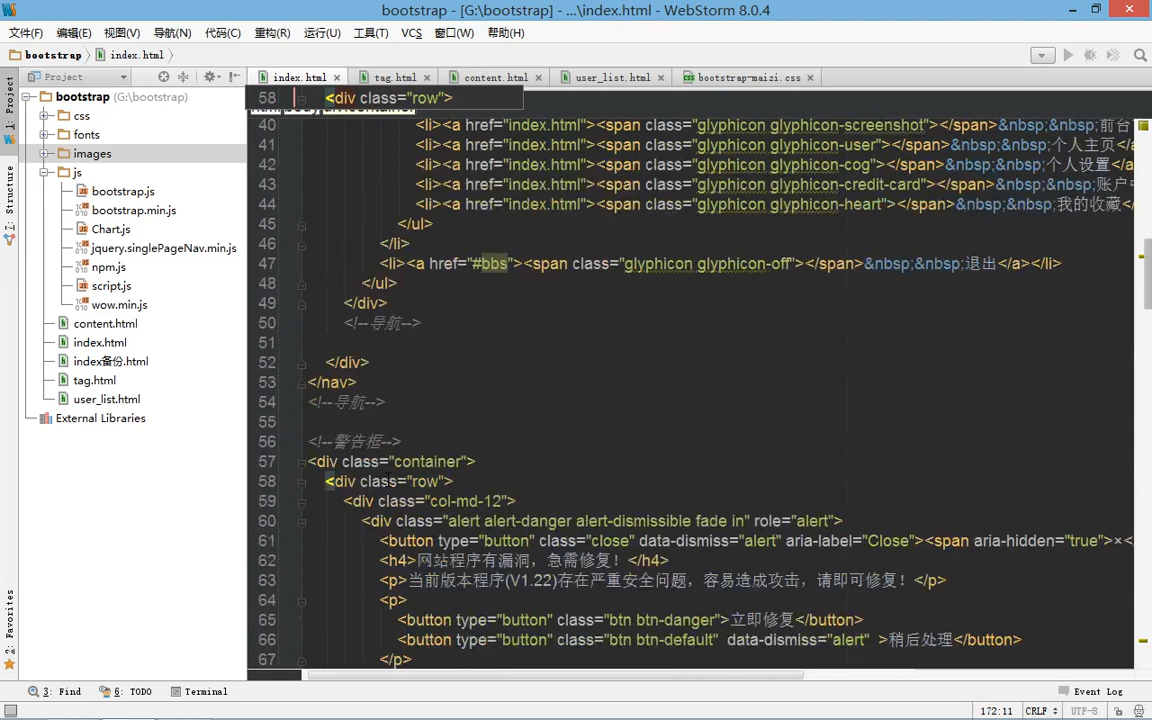 bootstrap - [G:\bootstrap] - ...\index.html - WebStorm 8.0.4
文件(F) 编辑(E) 视图(V) 导航(N) 代码(C) 重构(R) 运行(U) 工具(T) VCS 窗口(W) 帮助(H)
bootstrap index.html
Project
index.html tag.html content.html user_list.html bootstrap-maizi.css
1: Project
Structure
2: Favorites
bootstrap (G:\bootstrap)
css
fonts
images
js
bootstrap.js
bootstrap.min.js
Chart.js
jquery.singlePageNav.min.js
npm.js
script.js
wow.min.js
content.html
index.html
index备份.html
tag.html
user_list.html
External Libraries
58 <div class="row">
40 <li><a href="index.html"><span class="glyphicon glyphicon-screenshot"></span>&nbsp;&nbsp;前台
41 <li><a href="index.html"><span class="glyphicon glyphicon-user"></span>&nbsp;&nbsp;个人主页</
42 <li><a href="index.html"><span class="glyphicon glyphicon-cog"></span>&nbsp;&nbsp;个人设置</a
43 <li><a href="index.html"><span class="glyphicon glyphicon-credit-card"></span>&nbsp;&nbsp;账户中
44 <li><a href="index.html"><span class="glyphicon glyphicon-heart"></span>&nbsp;&nbsp;我的收藏</
45 </ul>
46 </li>
47 <li><a href="#bbs"><span class="glyphicon glyphicon-off"></span>&nbsp;&nbsp;退出</a></li>
48 </ul>
49 </div>
50 <!--导航-->
51
52 </div>
53 </nav>
54 <!--导航-->
55
56 <!--警告框-->
57 <div class="container">
58 <div class="row">
59 <div class="col-md-12">
60 <div class="alert alert-danger alert-dismissible fade in" role="alert">
61 <button type="button" class="close" data-dismiss="alert" aria-label="Close"><span aria-hidden="true">×<
62 <h4>网站程序有漏洞，急需修复！</h4>
63 <p>当前版本程序(V1.22)存在严重安全问题，容易造成攻击，请即可修复！</p>
64 <p>
65 <button type="button" class="btn btn-danger">立即修复</button>
66 <button type="button" class="btn btn-default" data-dismiss="alert" >稍后处理</button>
67 </p>
3: Find 6: TODO Terminal Event Log
172:11 CRLF UTF-8